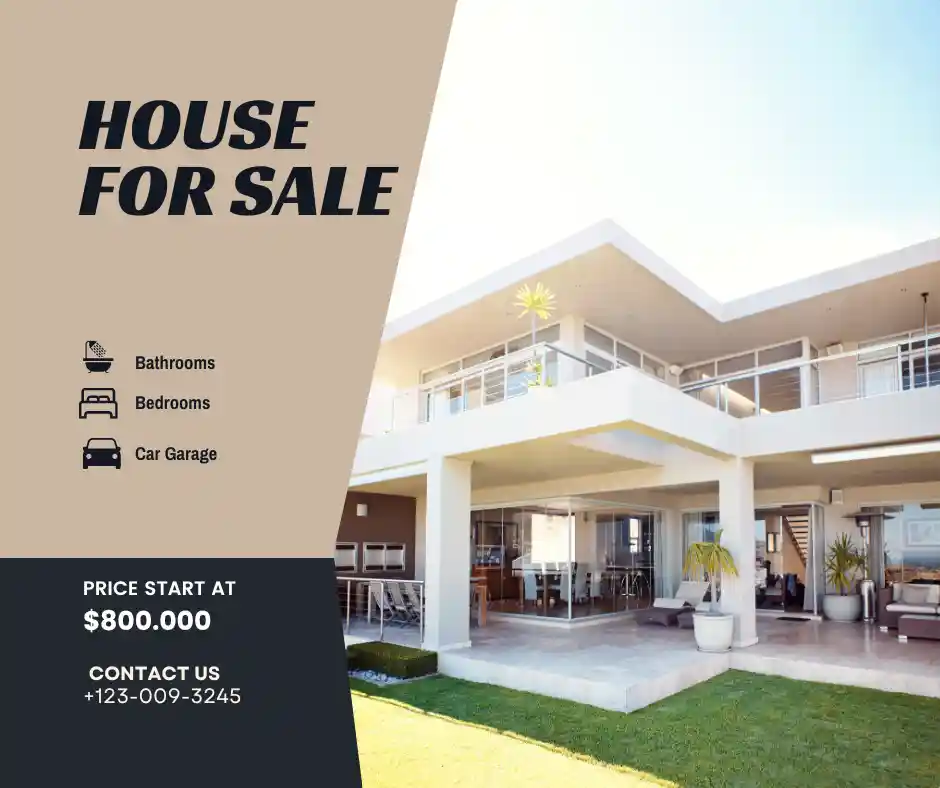 HOUSE
FOR SALE
Bathrooms
Bedrooms
Car Garage
PRICE START AT
$800.000
CONTACT US
+123-009-3245